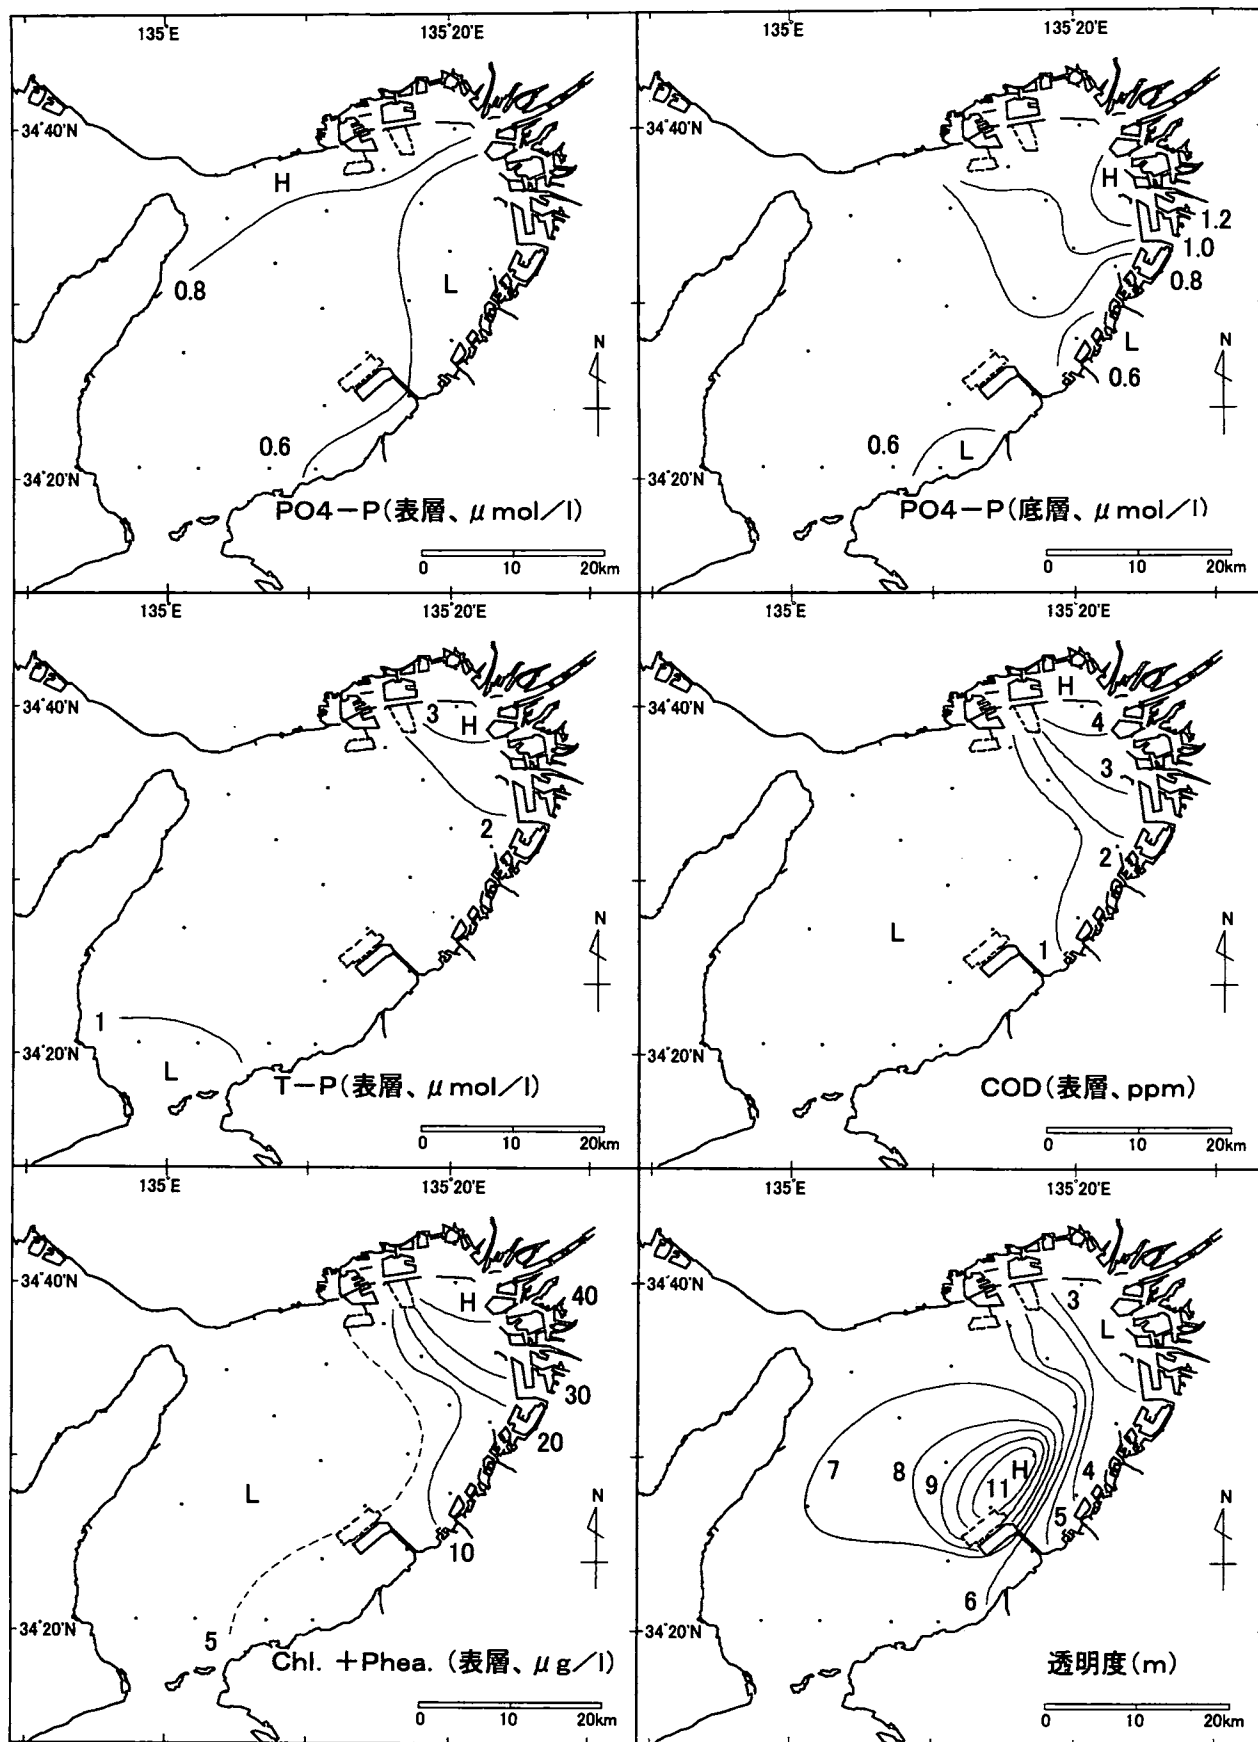 135°E
135°20'E
34°40'N
H
L
0.8
0.6
N
34°20'N
PO4-P(表層、μmol/l)
0 10 20km
135°E
135°20'E
34°40'N
H
1.2
1.0
0.8
L
0.6
N
0.6
L
34°20'N
PO4-P(底層、μmol/l)
0 10 20km
135°E
135°20'E
34°40'N
3
H
2
N
1
34°20'N
L
T-P(表層、μmol/l)
0 10 20km
135°E
135°20'E
H
34°40'N
4
3
2
L
N
1
34°20'N
COD(表層、ppm)
0 10 20km
135°E
135°20'E
34°40'N
H
40
30
20
L
N
10
34°20'N
5
Chl. +Phea. (表層、μg/l)
0 10 20km
135°E
135°20'E
34°40'N
3
L
7
8
9
11
H
4
5
N
6
34°20'N
透明度(m)
0 10 20km